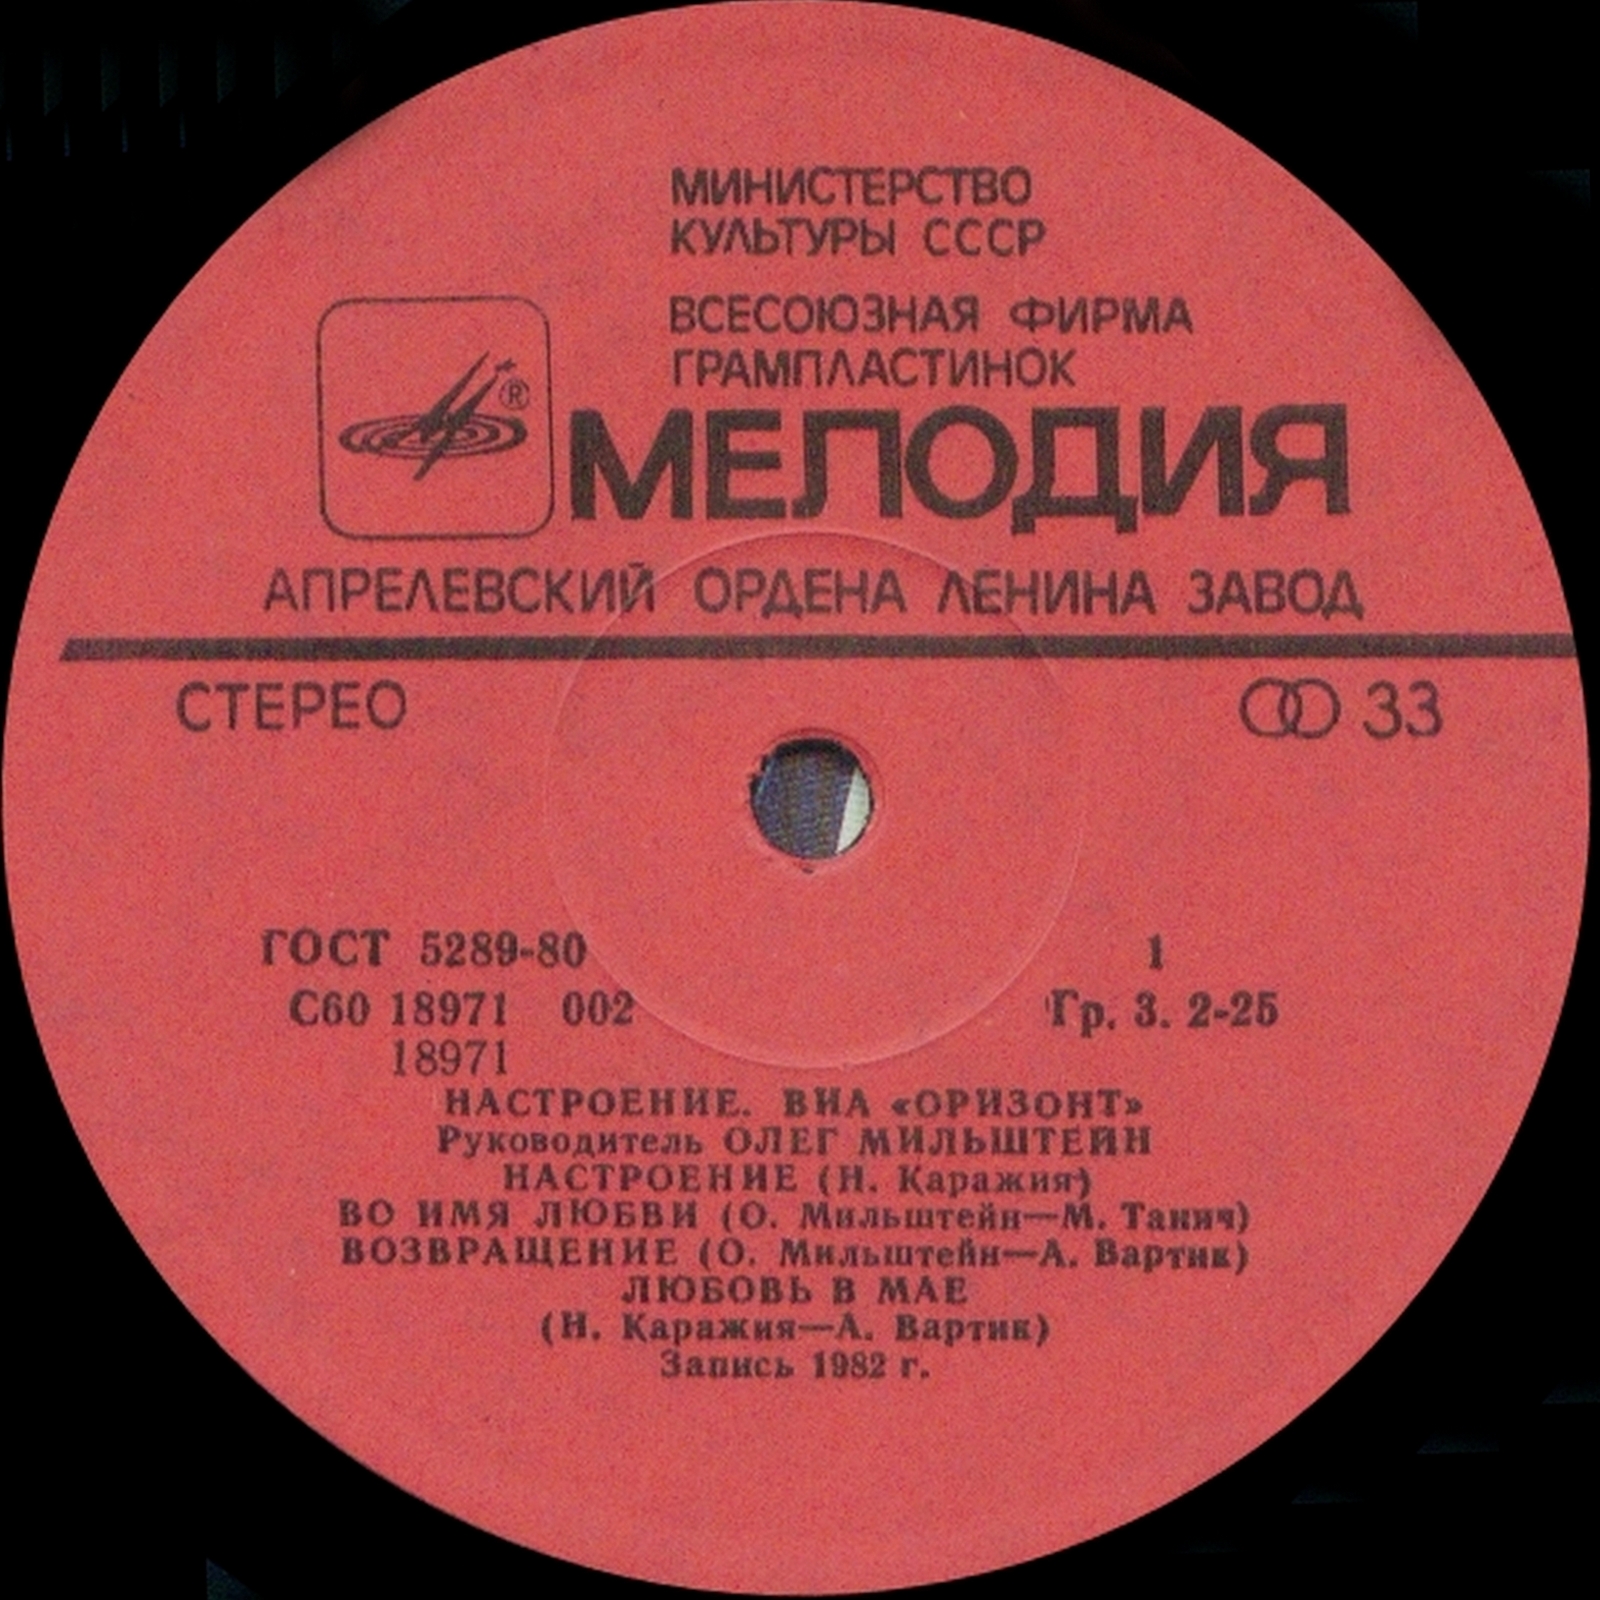 МИНИСТЕРСТВО
КУЛЬТУРЫ СССР
ВСЕСОЮЗНАЯ ФИРМА
ГРАМПЛАСТИНОК
®
МЕЛОДИЯ
АПРЕЛЕВСКИЙ ОРДЕНА ЛЕНИНА ЗАВОД
СТЕРЕО 33
ГОСТ 5289-80 1
С60 18971 002 Гр. 3. 2-25
18971
НАСТРОЕНИЕ. ВИА «ОРИЗОНТ»
Руководитель ОЛЕГ МИЛЬШТЕЙН
НАСТРОЕНИЕ (Н. Каражия)
ВО ИМЯ ЛЮБВИ (О. Мильштейн—М. Танич)
ВОЗВРАЩЕНИЕ (О. Мильштейн—А. Вартик)
ЛЮБОВЬ В МАЕ
(Н. Каражия—А. Вартик)
Запись 1982 г.